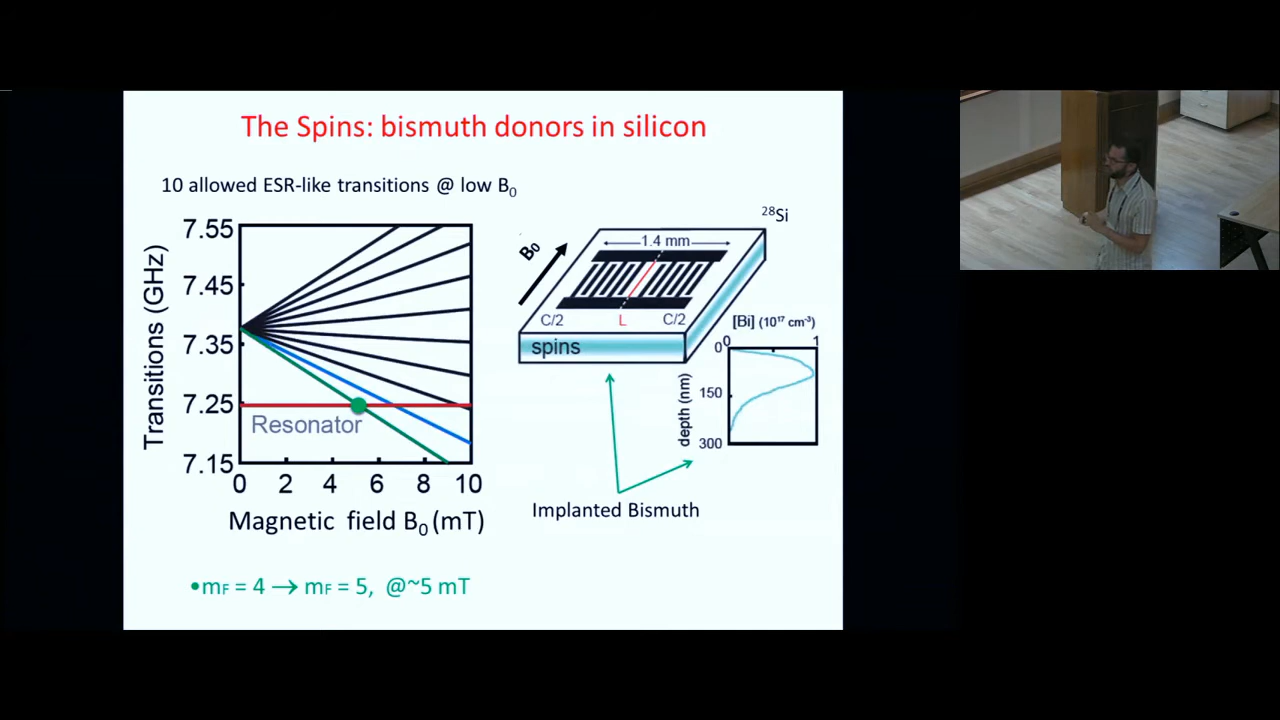 The Spins: bismuth donors in silicon
10 allowed ESR-like transitions @ low B₀
Transitions (GHz)
7.55
7.45
7.35
7.25
7.15
Resonator
0 2 4 6 8 10
Magnetic field B₀ (mT)
²⁸Si
B₀
1.4 mm
C/2 L C/2
spins
[Bi] (10¹⁷ cm⁻³)
0 1
depth (nm)
0
150
300
Implanted Bismuth
•mF = 4 → mF = 5, @~5 mT